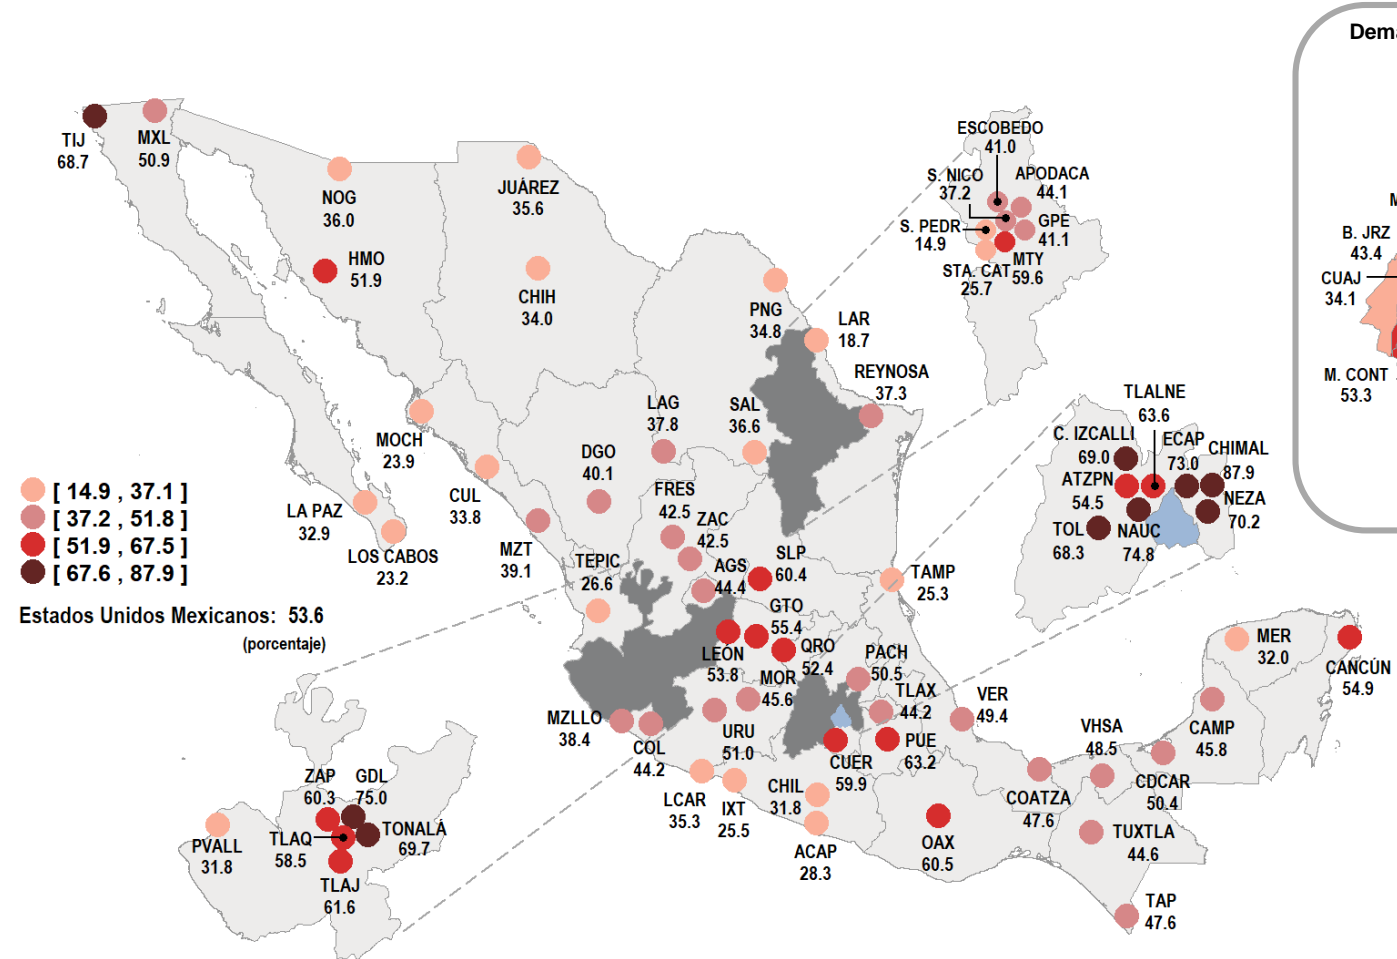 Dema
ESCOBEDO
41.0
S. NICO
37.2
APODACA
44.1
S. PEDR
14.9
GPE
41.1
MTY
59.6
STA. CAT
25.7
TIJ
68.7
MXL
50.9
NOG
36.0
JUÁREZ
35.6
HMO
51.9
CHIH
34.0
PNG
34.8
LAR
18.7
REYNOSA
37.3
M
B. JRZ
43.4
CUAJ
34.1
M. CONT
53.3
MOCH
23.9
LAG
37.8
SAL
36.6
DGO
40.1
CUL
33.8
FRES
42.5
ZAC
42.5
MZT
39.1
LA PAZ
32.9
LOS CABOS
23.2
TLALNE
63.6
C. IZCALLI
69.0
ECAP
73.0
CHIMAL
87.9
ATZPN
54.5
NEZA
70.2
TOL
68.3
NAUC
74.8
[ 14.9 , 37.1 ]
[ 37.2 , 51.8 ]
[ 51.9 , 67.5 ]
[ 67.6 , 87.9 ]
Estados Unidos Mexicanos: 53.6
(porcentaje)
TEPIC
26.6
AGS
44.4
SLP
60.4
TAMP
25.3
GTO
55.4
LEÓN
53.8
QRO
52.4
PACH
50.5
MOR
45.6
TLAX
44.2
VER
49.4
MER
32.0
CANCÚN
54.9
MZLLO
38.4
COL
44.2
URU
51.0
CUER
59.9
PUE
63.2
VHSA
48.5
CAMP
45.8
CDCAR
50.4
COATZA
47.6
TUXTLA
44.6
LCAR
35.3
IXT
25.5
CHIL
31.8
ACAP
28.3
OAX
60.5
TAP
47.6
ZAP
60.3
GDL
75.0
PVALL
31.8
TLAQ
58.5
TONALÁ
69.7
TLAJ
61.6